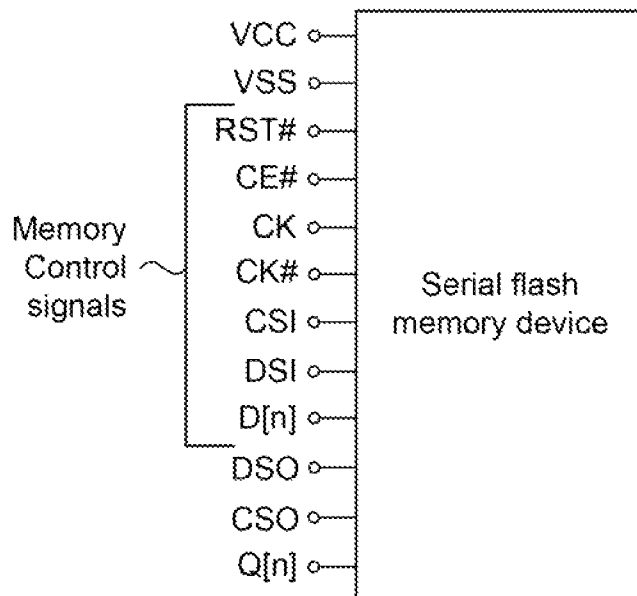 VCC
VSS
RST#
CE#
CK
CK#
CSI
DSI
D[n]
DSO
CSO
Q[n]
Memory
Control
signals
Serial flash
memory device